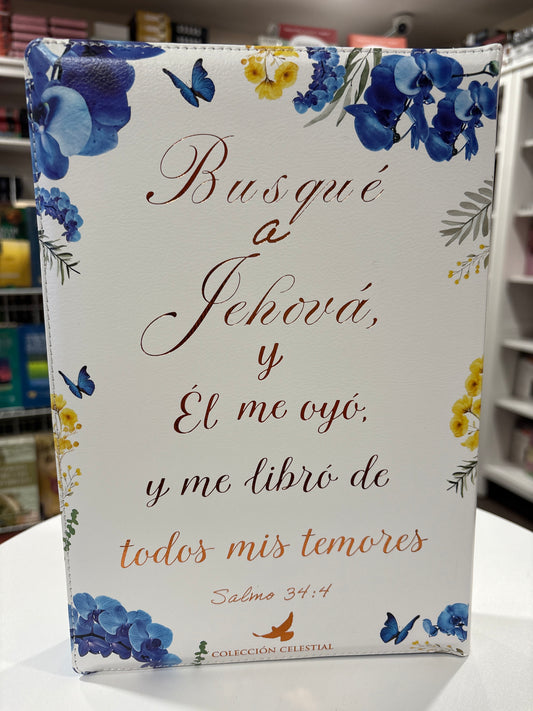 Busqué
a
Jehová,
y
Él me oyó,
y me libró de
todos mis temores
Salmo 34:4
COLECCIÓN CELESTIAL